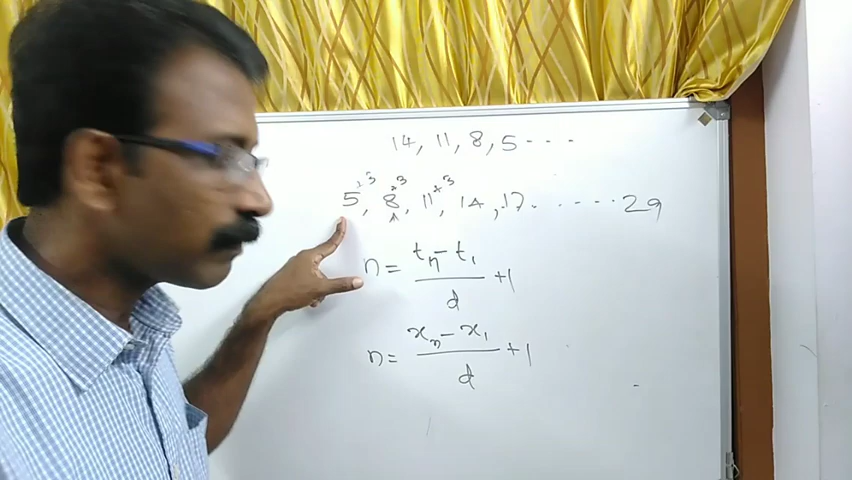 14, 11, 8, 5 - - -
+3 +3 +3
5, 8, 11, 14, 17. . - . . . . 29
n = tn - t1 / d + 1
n = xn - x1 / d + 1